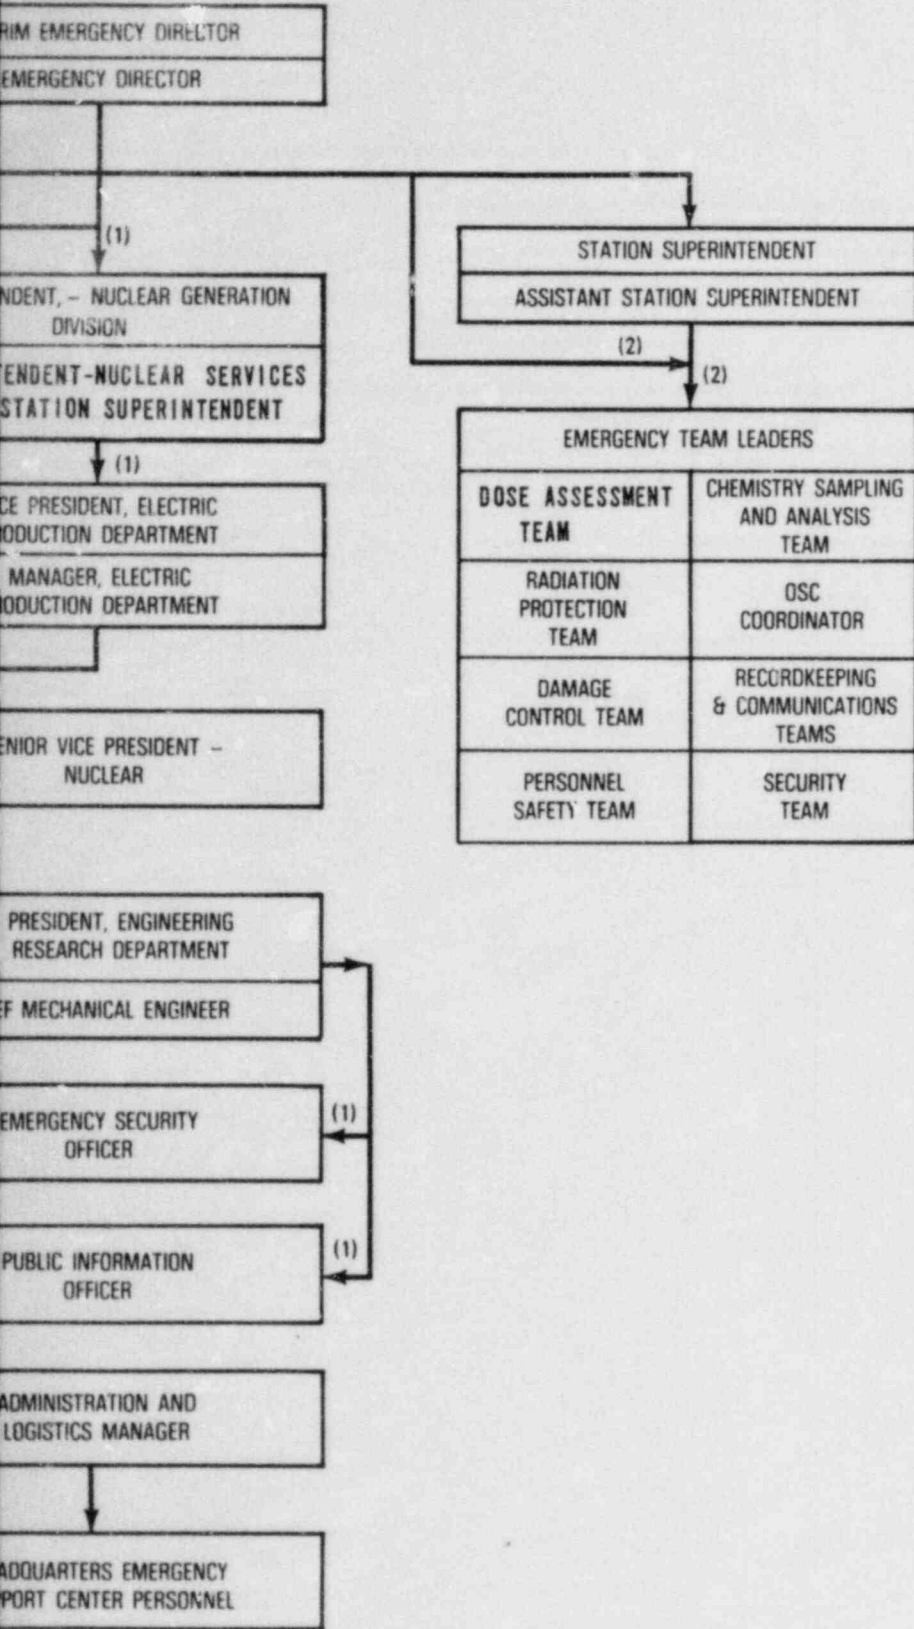 RIM EMERGENCY DIRECTOR
EMERGENCY DIRECTOR
(1)
NDENT, – NUCLEAR GENERATION
DIVISION
TENDENT-NUCLEAR SERVICES
STATION SUPERINTENDENT
(1)
CE PRESIDENT, ELECTRIC
ODUCTION DEPARTMENT
MANAGER, ELECTRIC
ODUCTION DEPARTMENT
ENIOR VICE PRESIDENT –
NUCLEAR
PRESIDENT, ENGINEERING
RESEARCH DEPARTMENT
EF MECHANICAL ENGINEER
EMERGENCY SECURITY
OFFICER
(1)
PUBLIC INFORMATION
OFFICER
(1)
ADMINISTRATION AND
LOGISTICS MANAGER
ADQUARTERS EMERGENCY
PPORT CENTER PERSONNEL
STATION SUPERINTENDENT
ASSISTANT STATION SUPERINTENDENT
(2)
(2)
EMERGENCY TEAM LEADERS
DOSE ASSESSMENT
TEAM
CHEMISTRY SAMPLING
AND ANALYSIS
TEAM
RADIATION
PROTECTION
TEAM
OSC
COORDINATOR
DAMAGE
CONTROL TEAM
RECORDKEEPING
& COMMUNICATIONS
TEAMS
PERSONNEL
SAFETY TEAM
SECURITY
TEAM